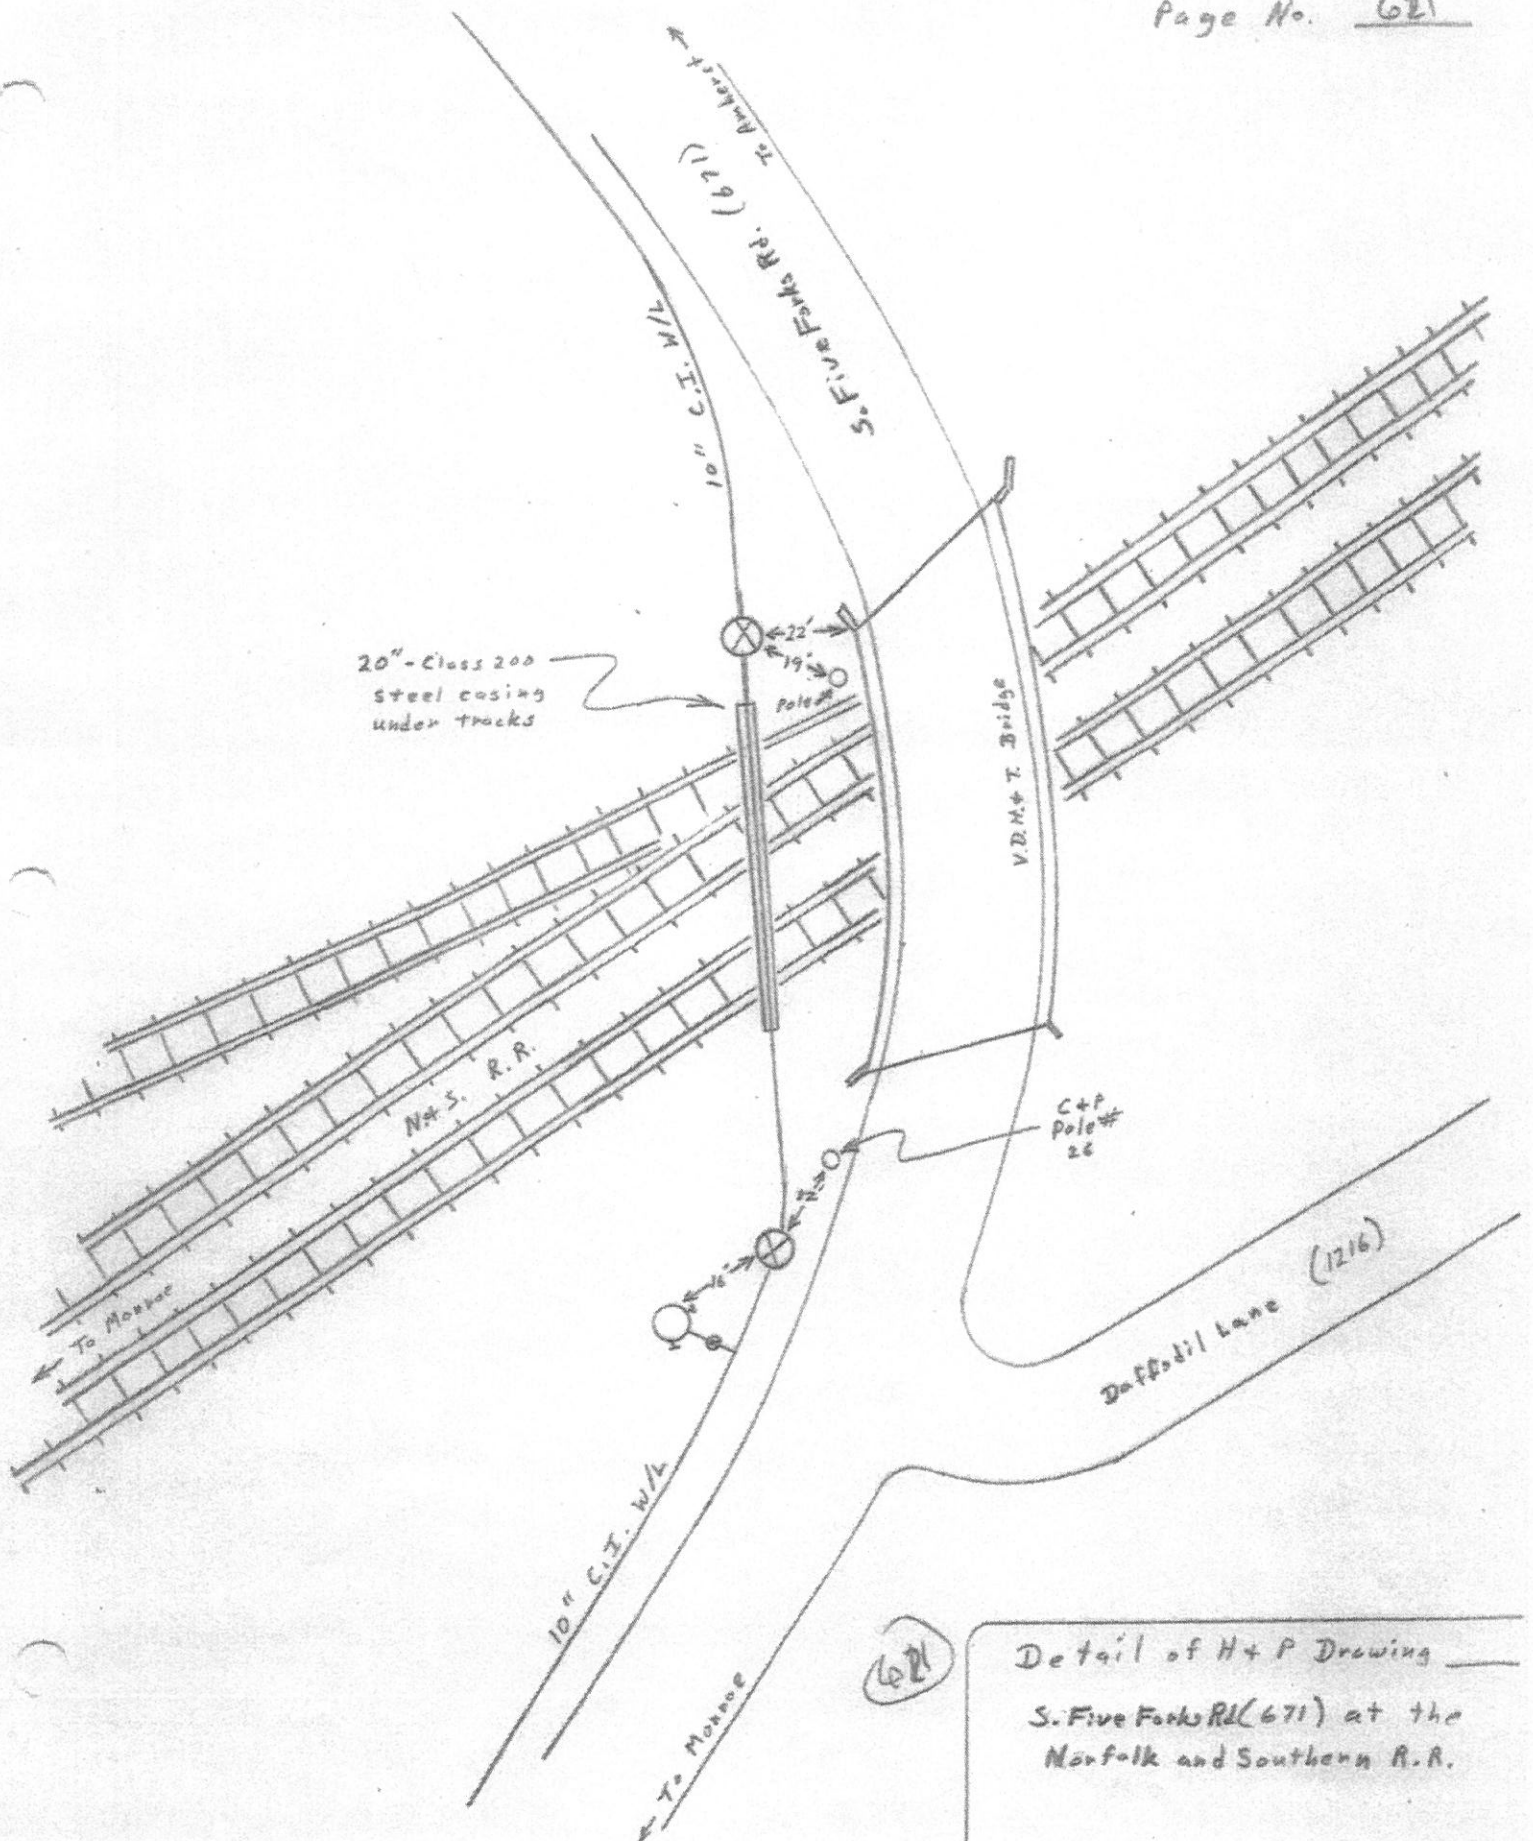 Page No. 621
To Amherst
S. Five Forks Rd. (671)
10" C.I. W/L
22'
19'
Pole #
20"-Class 200
steel casing
under tracks
V.D.H.&T. Bridge
N.&S. R.R.
To Monroe
C+P
Pole #
26
16'
Daffodil Lane (1216)
10" C.I. W/L
To Monroe
621
Detail of H+P Drawing
S. Five Forks Rd (671) at the
Norfolk and Southern R.R.